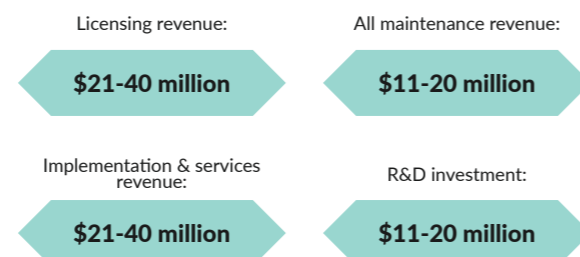 Licensing revenue:
All maintenance revenue:
$21-40 million
$11-20 million
Implementation & services
revenue:
R&D investment:
$21-40 million
$11-20 million